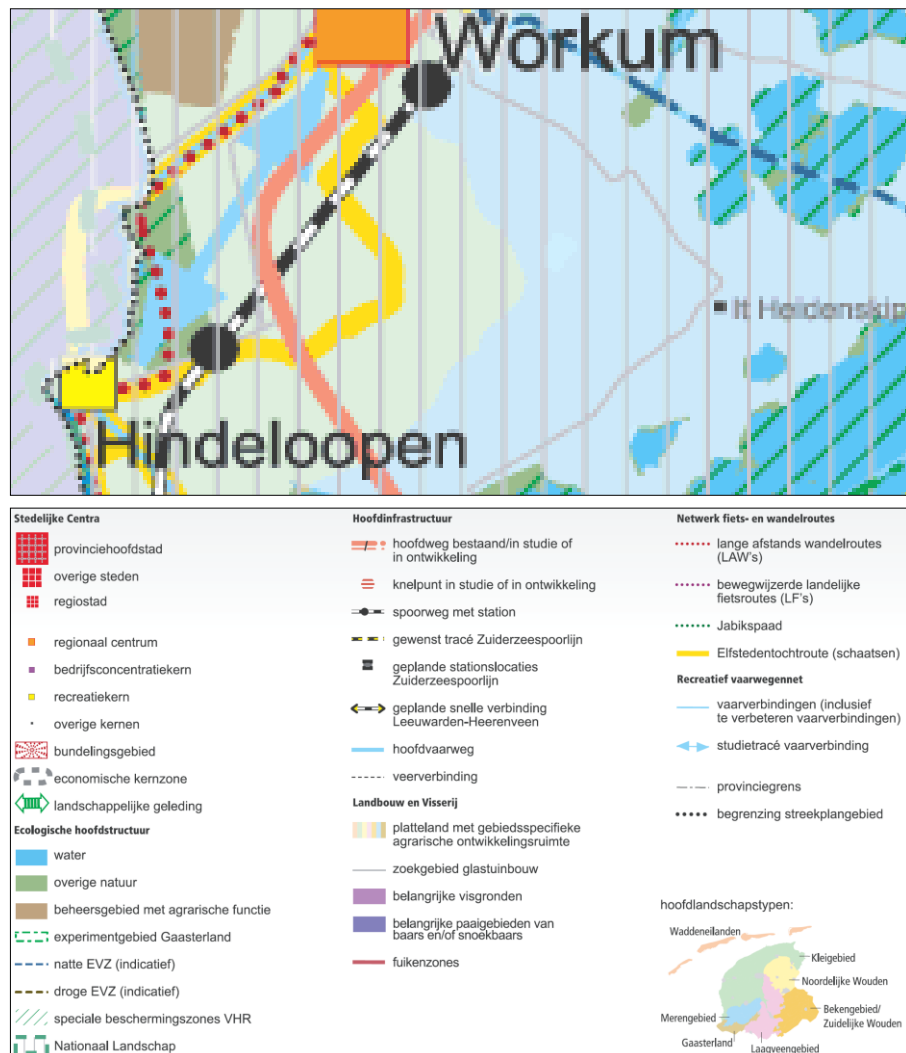 Workum
It Heidenskip
Hindeloopen
Stedelijke Centra
provinciehoofdstad
overige steden
regiostad
regionaal centrum
bedrijfsconcentratiekern
recreatiekern
overige kernen
bundelingsgebied
economische kernzone
landschappelijke geleding
Ecologische hoofdstructuur
water
overige natuur
beheersgebied met agrarische functie
experimentgebied Gaasterland
natte EVZ (indicatief)
droge EVZ (indicatief)
speciale beschermingszones VHR
Nationaal Landschap
Hoofdinfrastructuur
hoofdweg bestaand/in studie of
in ontwikkeling
knelpunt in studie of in ontwikkeling
spoorweg met station
gewenst tracé Zuiderzeespoorlijn
geplande stationslocaties
Zuiderzeespoorlijn
geplande snelle verbinding
Leeuwarden-Heerenveen
hoofdvaarweg
veerverbinding
Landbouw en Visserij
platteland met gebiedsspecifieke
agrarische ontwikkelingsruimte
zoekgebied glastuinbouw
belangrijke visgronden
belangrijke paaigebieden van
baars en/of snoekbaars
fuikenzones
Netwerk fiets- en wandelroutes
lange afstands wandelroutes
(LAW's)
bewegwijzerde landelijke
fietsroutes (LF's)
Jabikspaad
Elfstedentochtroute (schaatsen)
Recreatief vaarwegennet
vaarverbindingen (inclusief
te verbeteren vaarverbindingen)
studietracé vaarverbinding
provinciegrens
begrenzing streekplangebied
hoofdlandschapstypen:
Waddeneilanden
Kleigebied
Noordelijke Wouden
Merengebied
Bekengebied/
Zuidelijke Wouden
Gaasterland
Laagveengebied